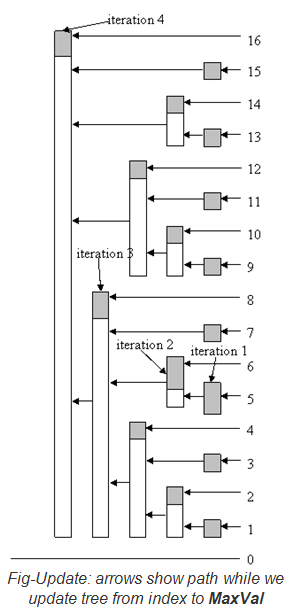 iteration 4
16
15
14
13
12
11
10
iteration 3
9
8
7
iteration 2
iteration 1
6
5
4
3
2
1
0
Fig-Update: arrows show path while we
update tree from index to MaxVal